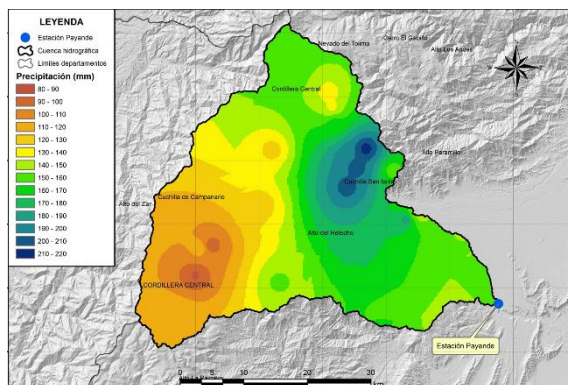 LEYENDA
Estación Payande
Cuenca hidrográfica
Límites departamentos
Precipitación (mm)
80 - 90
90 - 100
100 - 110
110 - 120
120 - 130
130 - 140
140 - 150
150 - 160
160 - 170
170 - 180
180 - 190
190 - 200
200 - 210
210 - 220
Nevado del Tolima
Cerro El Gabilo
Alto Los Andes
Cordillera Central
Alto Paramillo
Cuchilla San Isidro
Cuchilla de Campanario
Alto del Zar
Alto del Helecho
CORDILLERA CENTRAL
Estación Payande
0
5
10
20
30
km